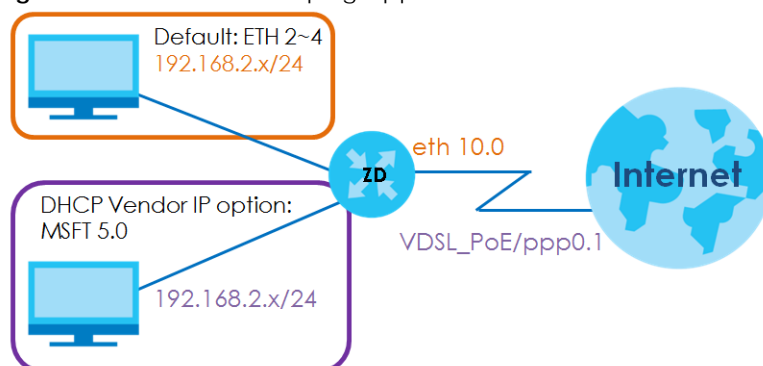 Default: ETH 2~4
192.168.2.x/24
eth 10.0
ZD
Internet
DHCP Vendor IP option:
MSFT 5.0
VDSL_PoE/ppp0.1
192.168.2.x/24